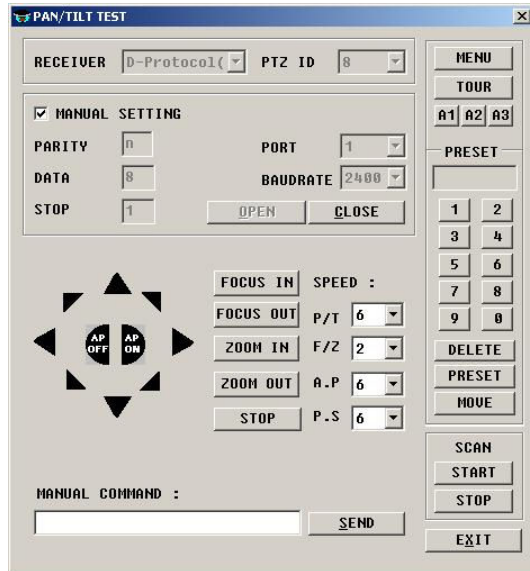 PAN/TILT TEST
RECEIVER D-Protocol( PTZ ID 8
MANUAL SETTING
PARITY n PORT 1
DATA 8 BAUDRATE 2400
STOP 1 OPEN CLOSE
FOCUS IN SPEED :
FOCUS OUT P/T 6
ZOOM IN F/Z 2
ZOOM OUT A.P 6
STOP P.S 6
AP OFF
AP ON
MANUAL COMMAND :
SEND
MENU
TOUR
A1 A2 A3
PRESET
1 2
3 4
5 6
7 8
9 0
DELETE
PRESET
MOVE
SCAN
START
STOP
EXIT